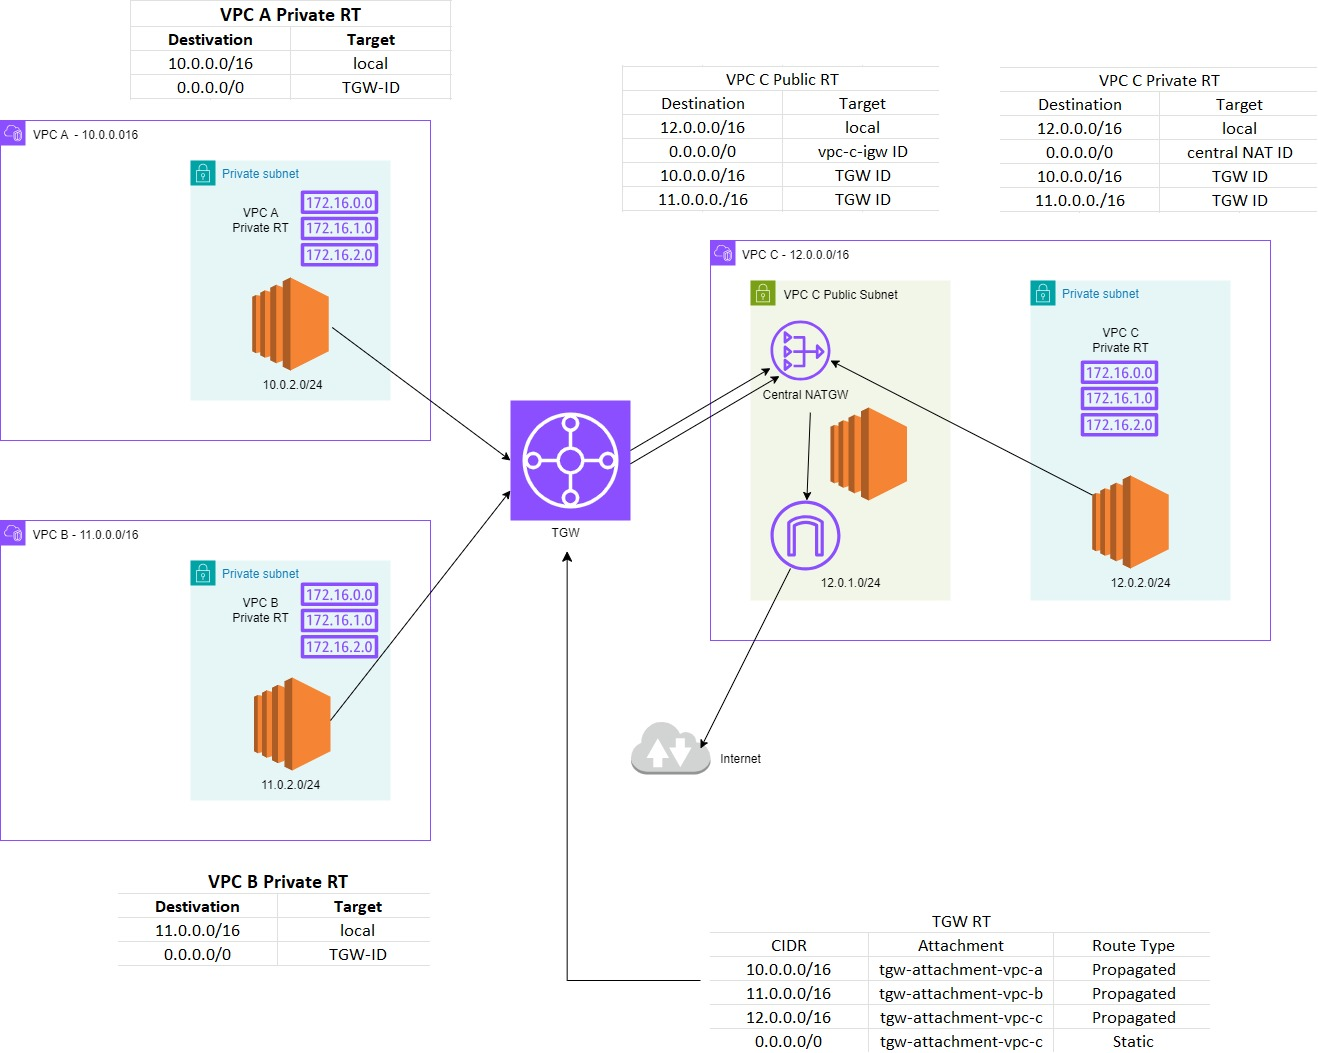 VPC A Private RT
Destivation Target
10.0.0.0/16 local
0.0.0.0/0 TGW-ID
VPC C Public RT
Destination Target
12.0.0.0/16 local
0.0.0.0/0 vpc-c-igw ID
10.0.0.0/16 TGW ID
11.0.0.0./16 TGW ID
VPC C Private RT
Destination Target
12.0.0.0/16 local
0.0.0.0/0 central NAT ID
10.0.0.0/16 TGW ID
11.0.0.0./16 TGW ID
VPC A - 10.0.0.016
Private subnet
VPC A
Private RT
172.16.0.0
172.16.1.0
172.16.2.0
10.0.2.0/24
VPC B - 11.0.0.0/16
Private subnet
VPC B
Private RT
172.16.0.0
172.16.1.0
172.16.2.0
11.0.2.0/24
TGW
VPC C - 12.0.0.0/16
VPC C Public Subnet
Central NATGW
12.0.1.0/24
Private subnet
VPC C
Private RT
172.16.0.0
172.16.1.0
172.16.2.0
12.0.2.0/24
Internet
VPC B Private RT
Destivation Target
11.0.0.0/16 local
0.0.0.0/0 TGW-ID
TGW RT
CIDR Attachment Route Type
10.0.0.0/16 tgw-attachment-vpc-a Propagated
11.0.0.0/16 tgw-attachment-vpc-b Propagated
12.0.0.0/16 tgw-attachment-vpc-c Propagated
0.0.0.0/0 tgw-attachment-vpc-c Static